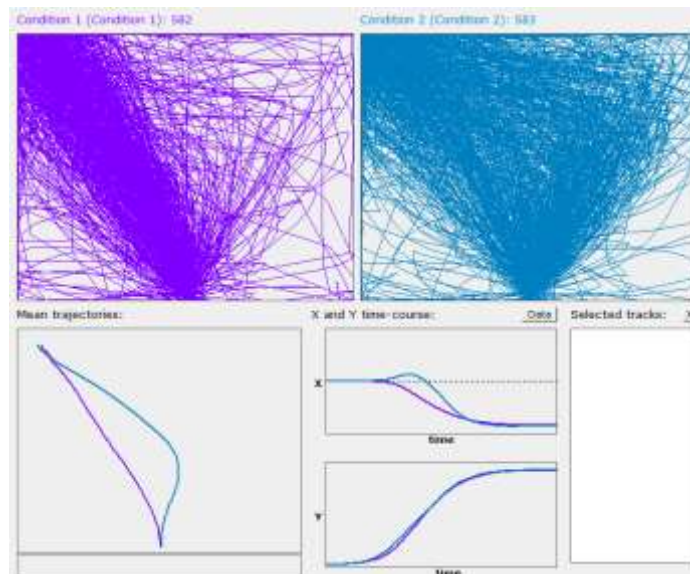 Condition 1 (Condition 1): 582
Condition 2 (Condition 2): 583
Mean trajectories:
X and Y time-course:
Data
Selected tracks:
X
time
Y
time